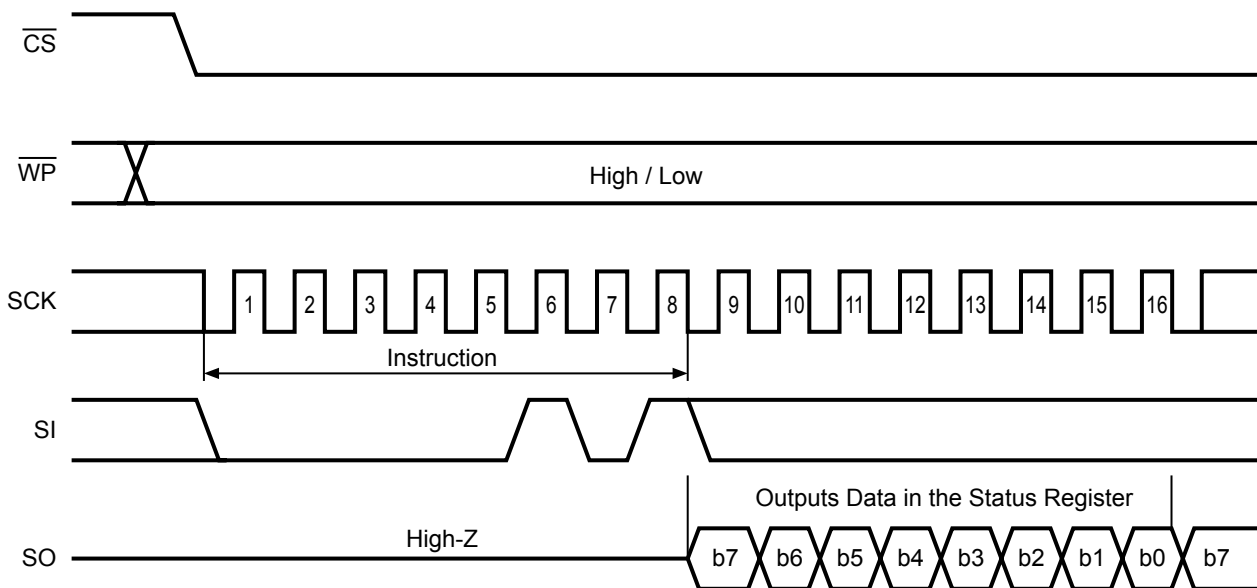 CS
WP
High / Low
SCK
1 2 3 4 5 6 7 8 9 10 11 12 13 14 15 16
Instruction
SI
Outputs Data in the Status Register
High-Z
SO
b7 b6 b5 b4 b3 b2 b1 b0 b7